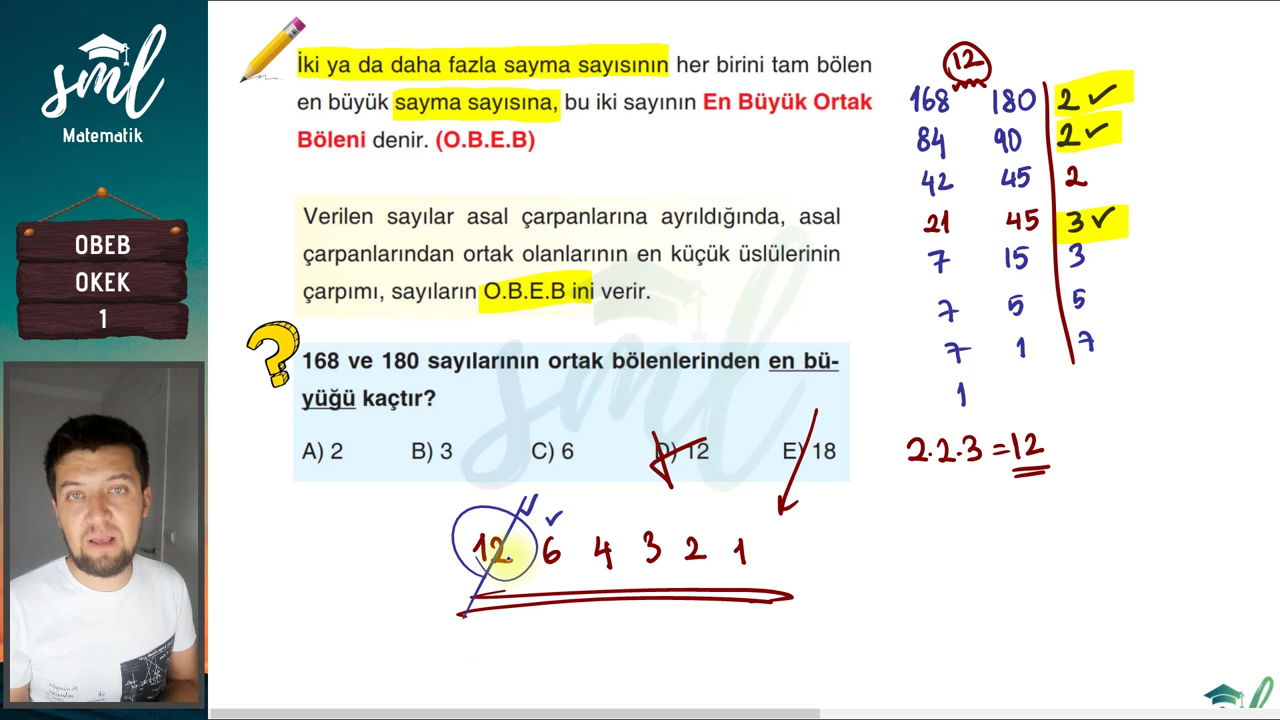 sml
Matematik
OBEB
OKEK
1
İki ya da daha fazla sayma sayısının her birini tam bölen
en büyük sayma sayısına, bu iki sayının En Büyük Ortak
Böleni denir. (O.B.E.B)
Verilen sayılar asal çarpanlarına ayrıldığında, asal
çarpanlarından ortak olanlarının en küçük üslülerinin
çarpımı, sayıların O.B.E.B ini verir.
168 ve 180 sayılarının ortak bölenlerinden en bü-
yüğü kaçtır?
A) 2 B) 3 C) 6 D) 12 E) 18
12 6 4 3 2 1
12
168 180 2 ✓
84 90 2 ✓
42 45 2
21 45 3 ✓
7 15 3
7 5 5
7 1 7
1
2.2.3 = 12
sml